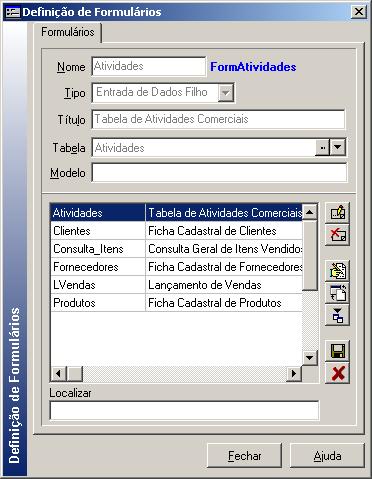 Definição de Formulários
Formulários
Nome Atividades FormAtividades
Tipo Entrada de Dados Filho
Título Tabela de Atividades Comerciais
Tabela Atividades ..
Modelo
Atividades Tabela de Atividades Comerciais
Clientes Ficha Cadastral de Clientes
Consulta_Itens Consulta Geral de Itens Vendidos
Fornecedores Ficha Cadastral de Fornecedores
LVendas Lançamento de Vendas
Produtos Ficha Cadastral de Produtos
Localizar
Definição de Formulários
Fechar Ajuda